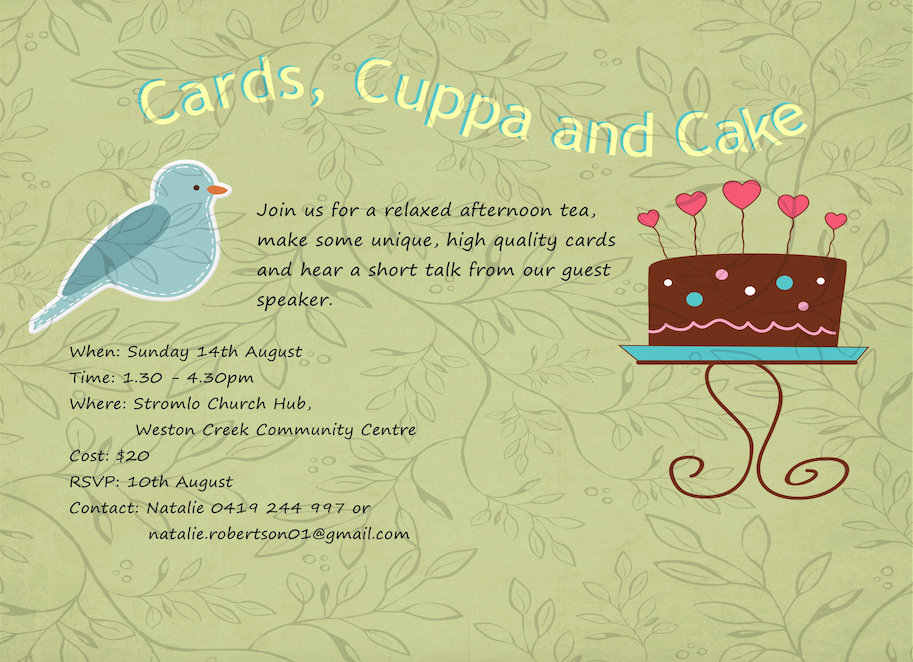 Cards, Cuppa and Cake
Join us for a relaxed afternoon tea,
make some unique, high quality cards
and hear a short talk from our guest
speaker.
When: Sunday 14th August
Time: 1.30 - 4.30pm
Where: Stromlo Church Hub,
Weston Creek Community Centre
Cost: $20
RSVP: 10th August
Contact: Natalie 0419 244 997 or
natalie.robertson01@gmail.com